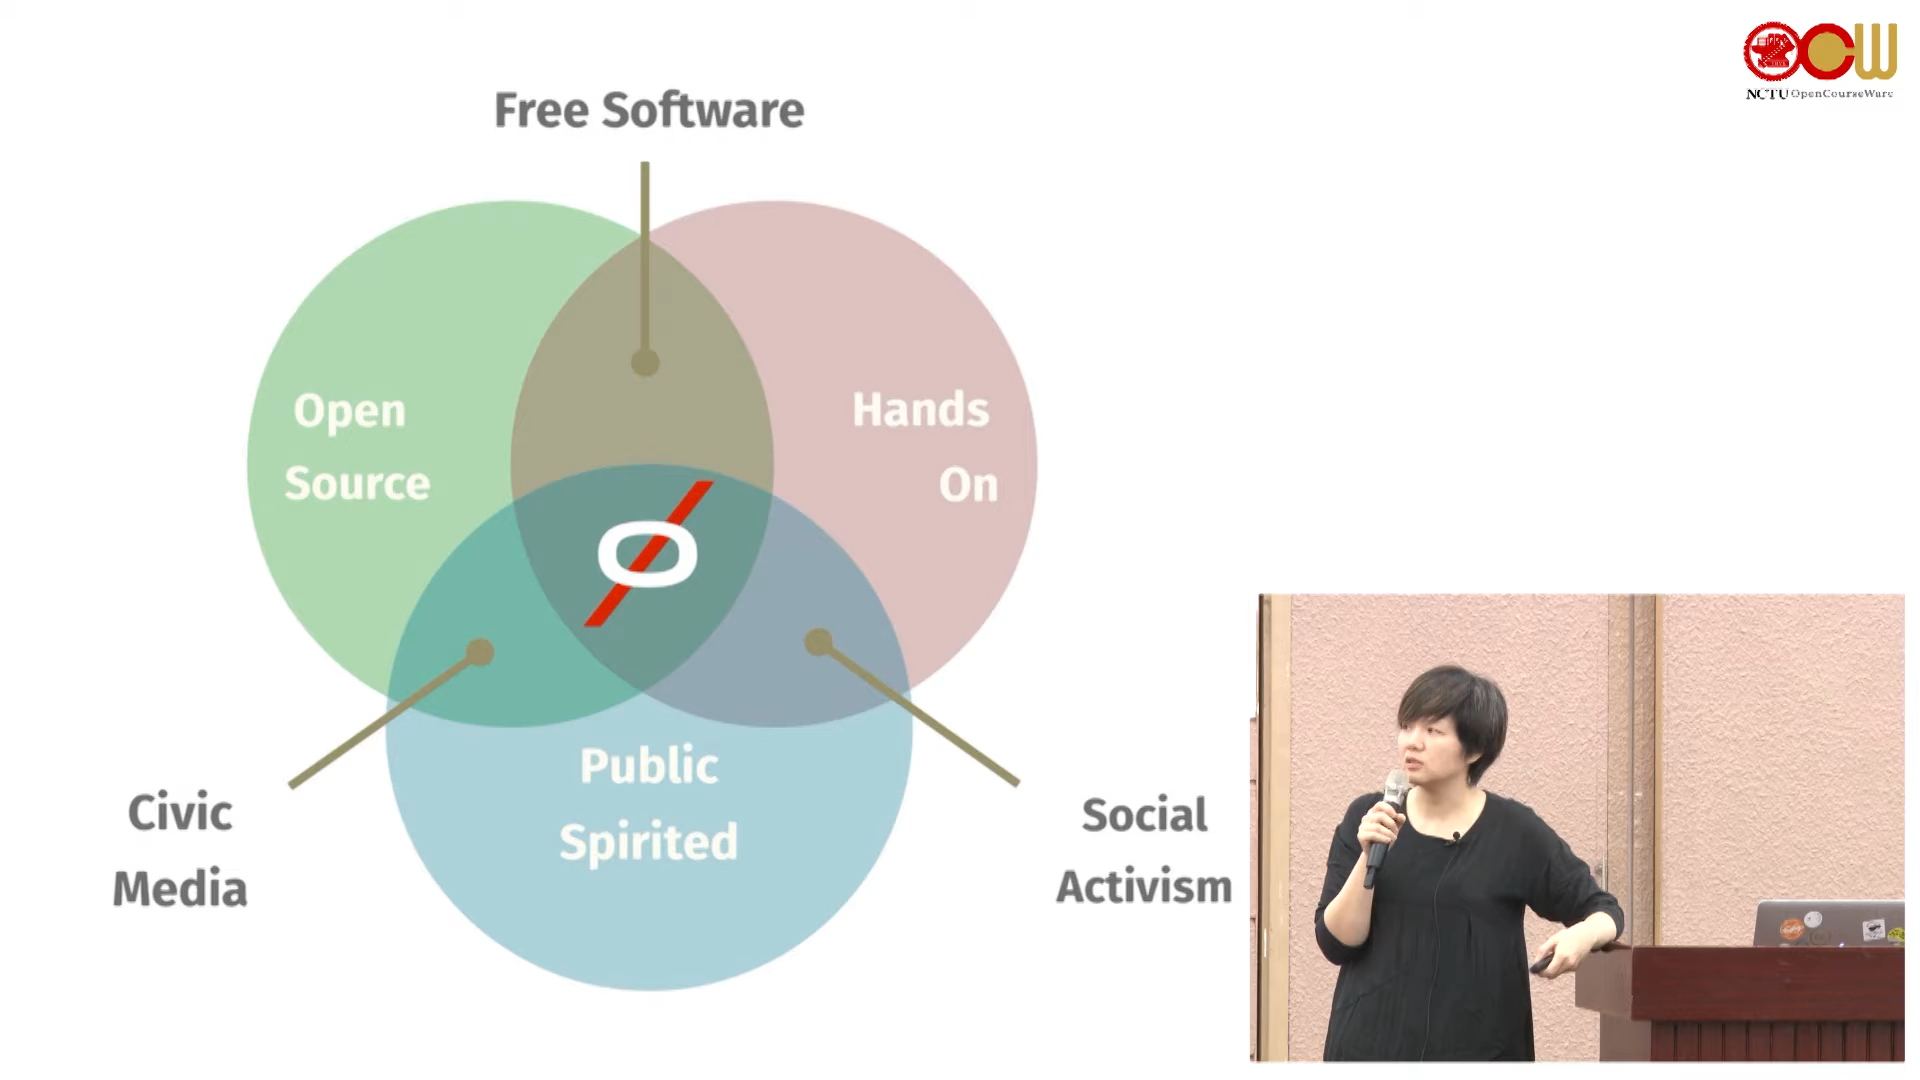 NCTU OpenCourseWare
Free Software
Open
Source
Hands
On
Public
Spirited
Civic
Media
Social
Activism